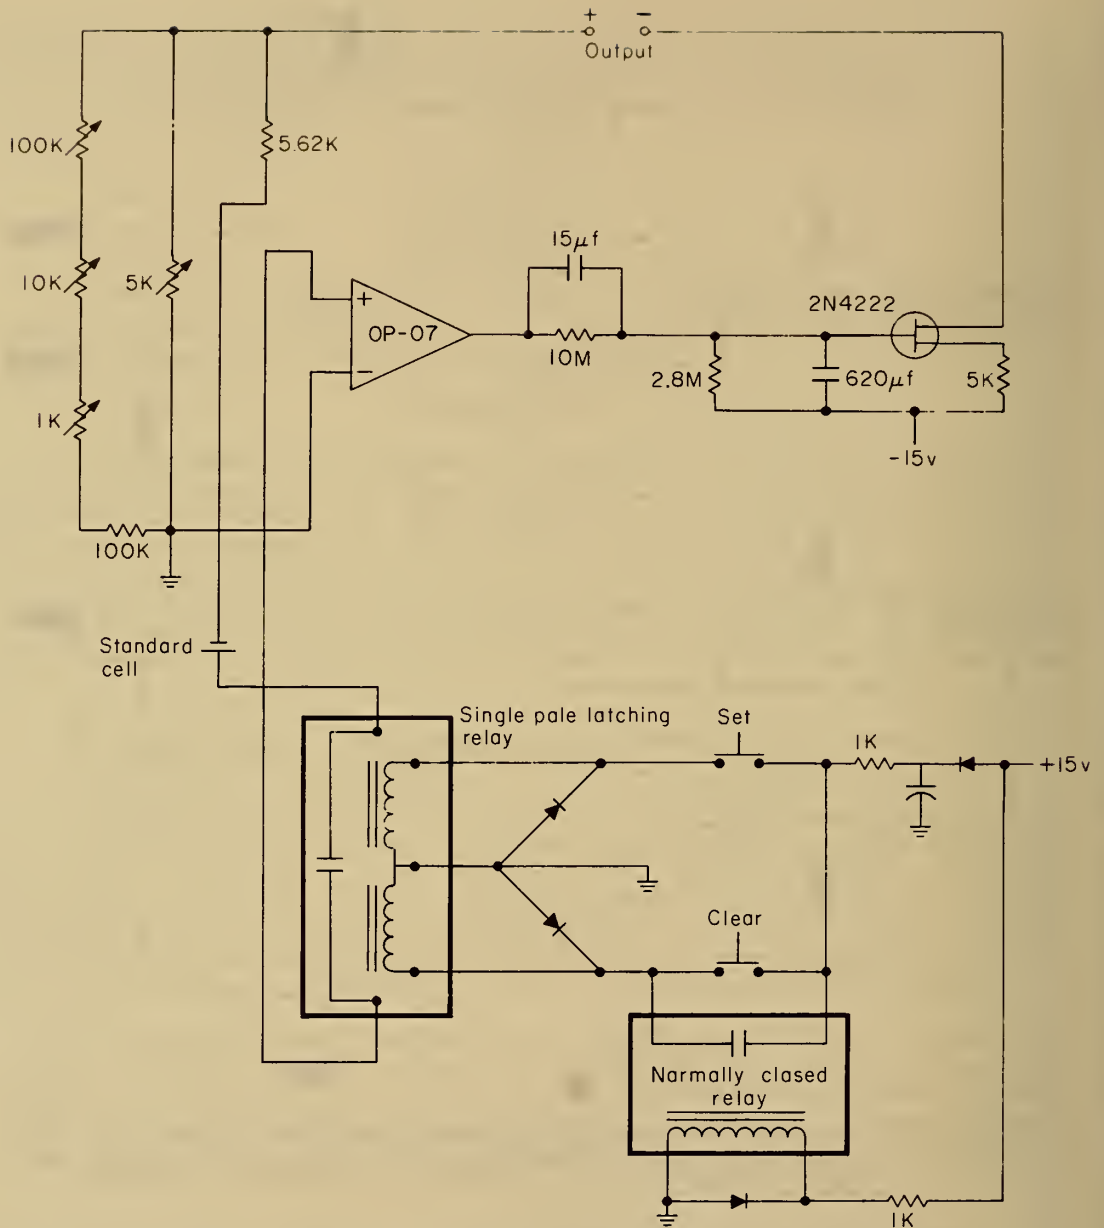 + −
Output
100K
5.62K
10K
5K
1K
100K
+
OP-07
−
15μf
10M
2N4222
2.8M
620μf
5K
-15v
Standard
cell
Single pale latching
relay
Set
1K
+15v
Clear
Narmally clased
relay
1K